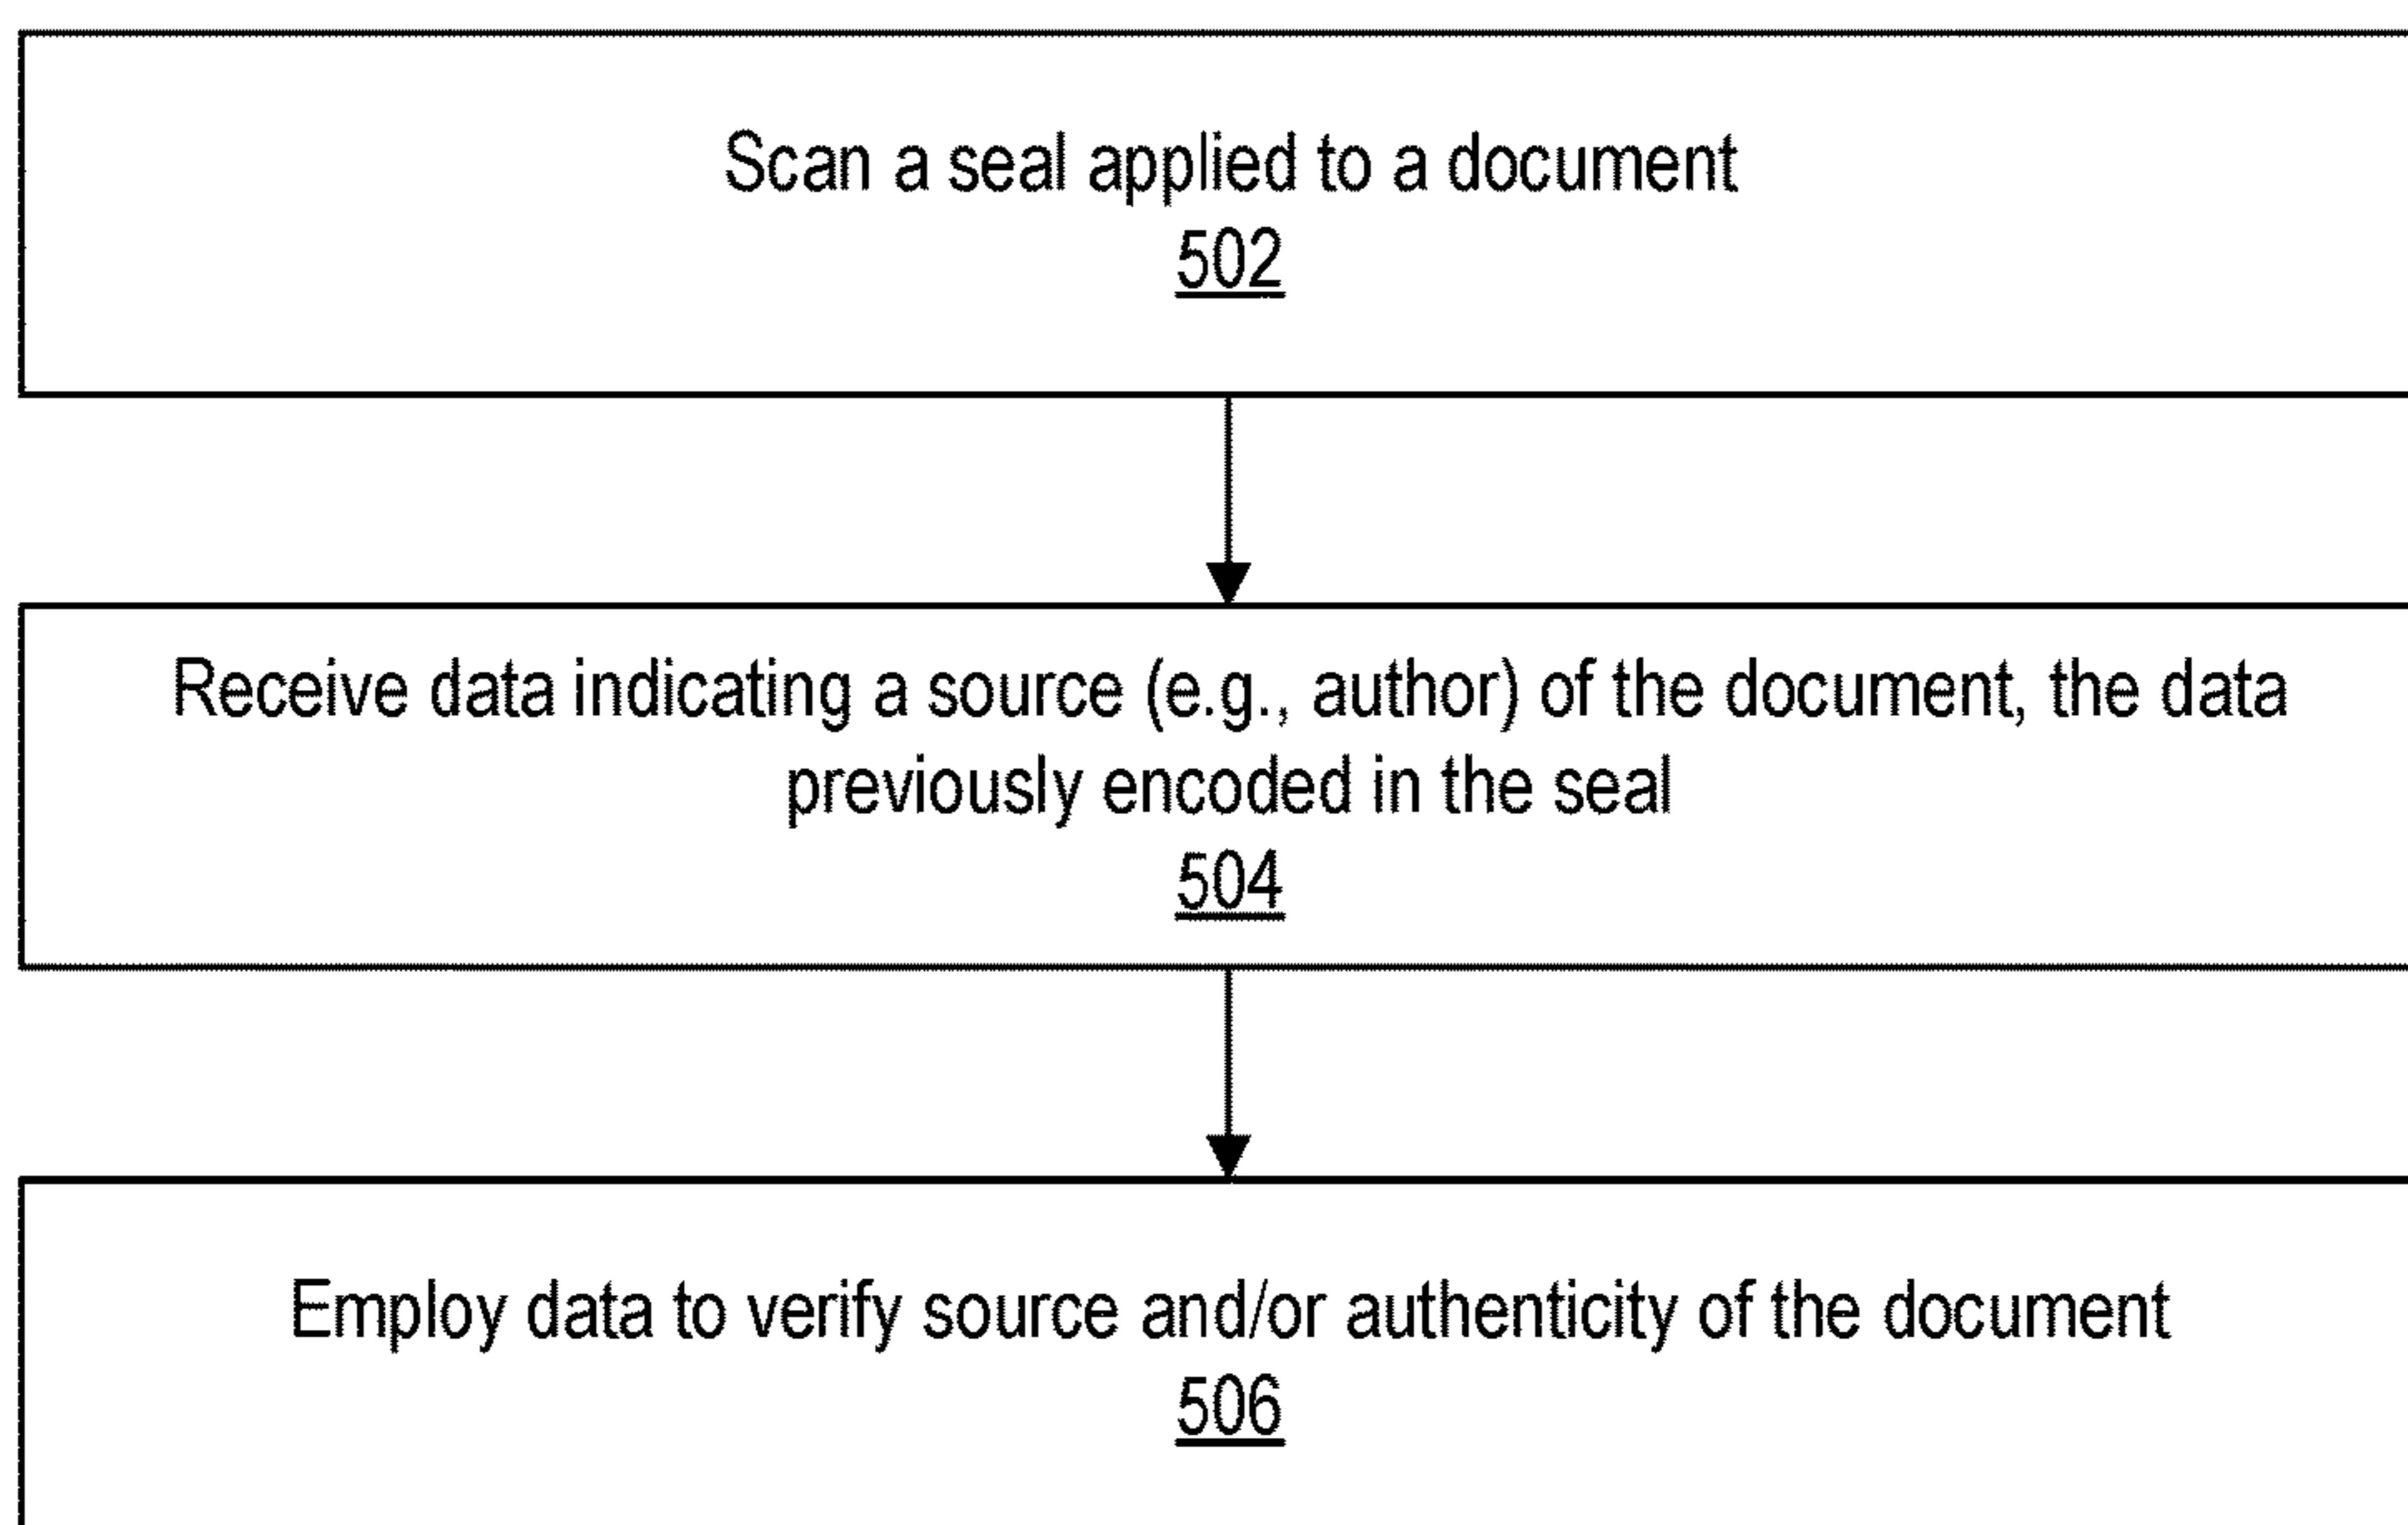 Scan a seal applied to a document
502
Receive data indicating a source (e.g., author) of the document, the data
previously encoded in the seal
504
Employ data to verify source and/or authenticity of the document
506